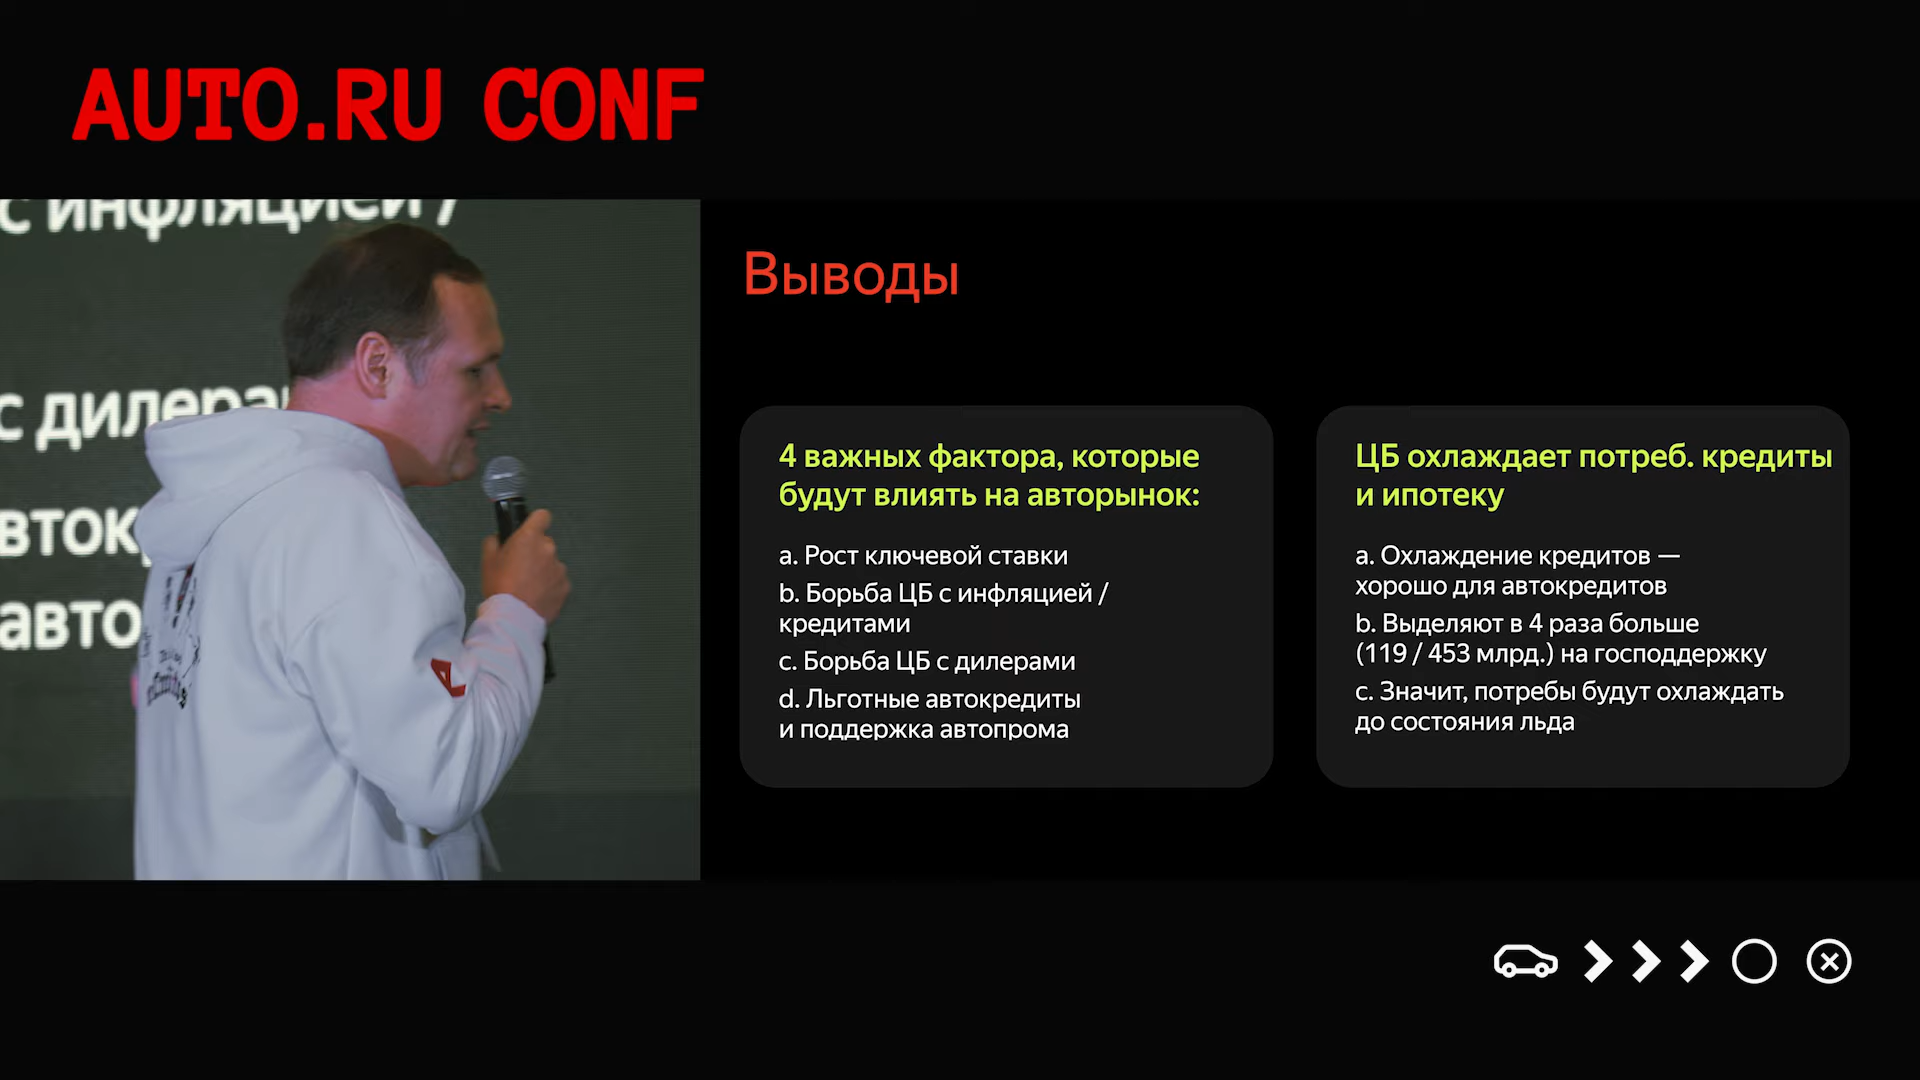 AUTO.RU CONF
с инфляцией /
с дилера
вток
авто
Выводы
4 важных фактора, которые
будут влиять на авторынок:
a. Рост ключевой ставки
b. Борьба ЦБ с инфляцией /
кредитами
c. Борьба ЦБ с дилерами
d. Льготные автокредиты
и поддержка автопрома
ЦБ охлаждает потреб. кредиты
и ипотеку
a. Охлаждение кредитов —
хорошо для автокредитов
b. Выделяют в 4 раза больше
(119 / 453 млрд.) на господдержку
c. Значит, потребы будут охлаждать
до состояния льда